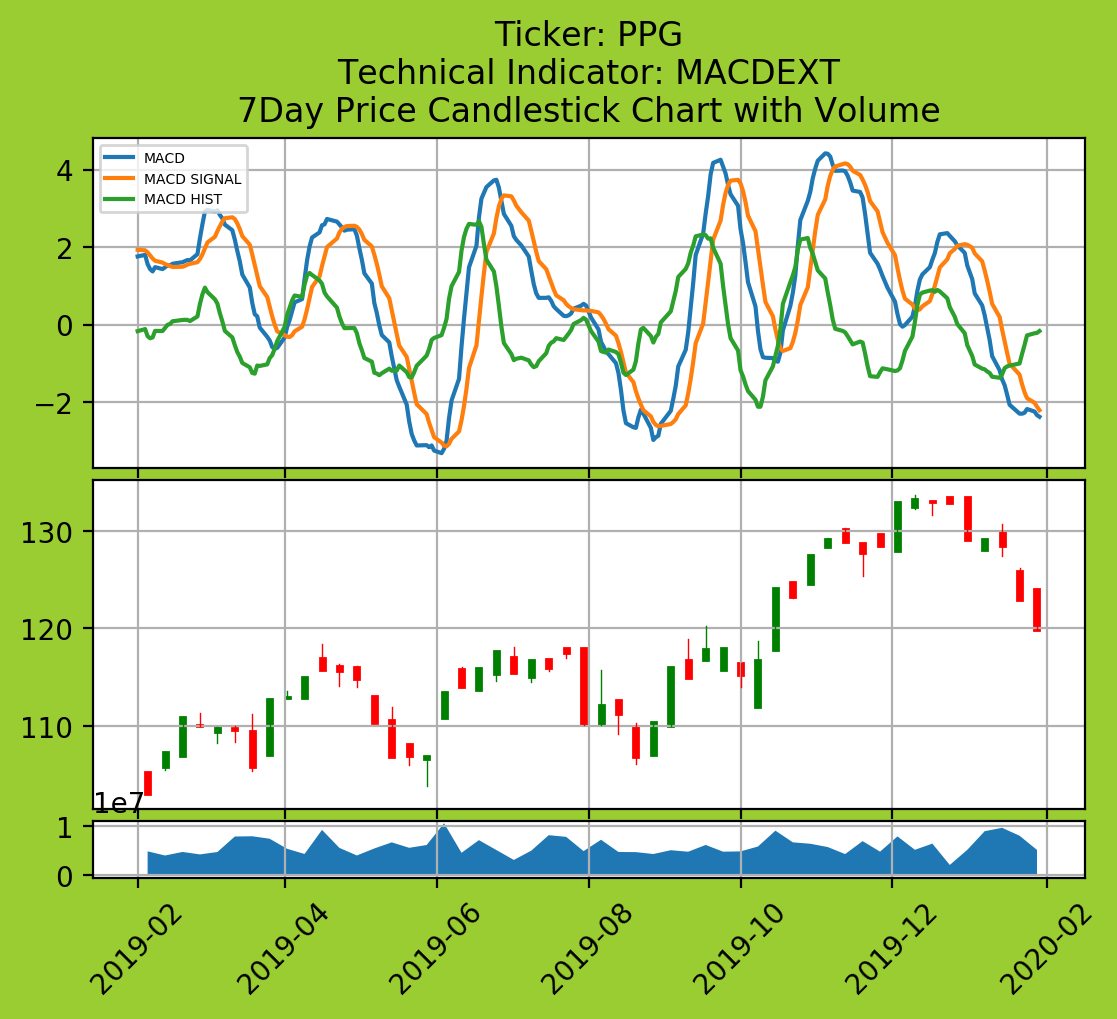 Ticker: PPG
Technical Indicator: MACDEXT
7Day Price Candlestick Chart with Volume
MACD
MACD SIGNAL
MACD HIST
4
2
0
−2
130
120
110
1e7
1
0
2019-02
2019-04
2019-06
2019-08
2019-10
2019-12
2020-02